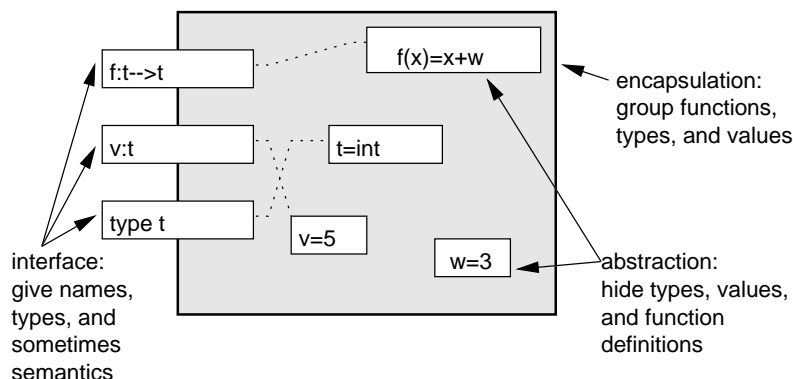 f:t-->t
f(x)=x+w
encapsulation:
group functions,
types, and values
v:t
t=int
type t
v=5
w=3
interface:
give names,
types, and
sometimes
semantics
abstraction:
hide types, values,
and function
definitions